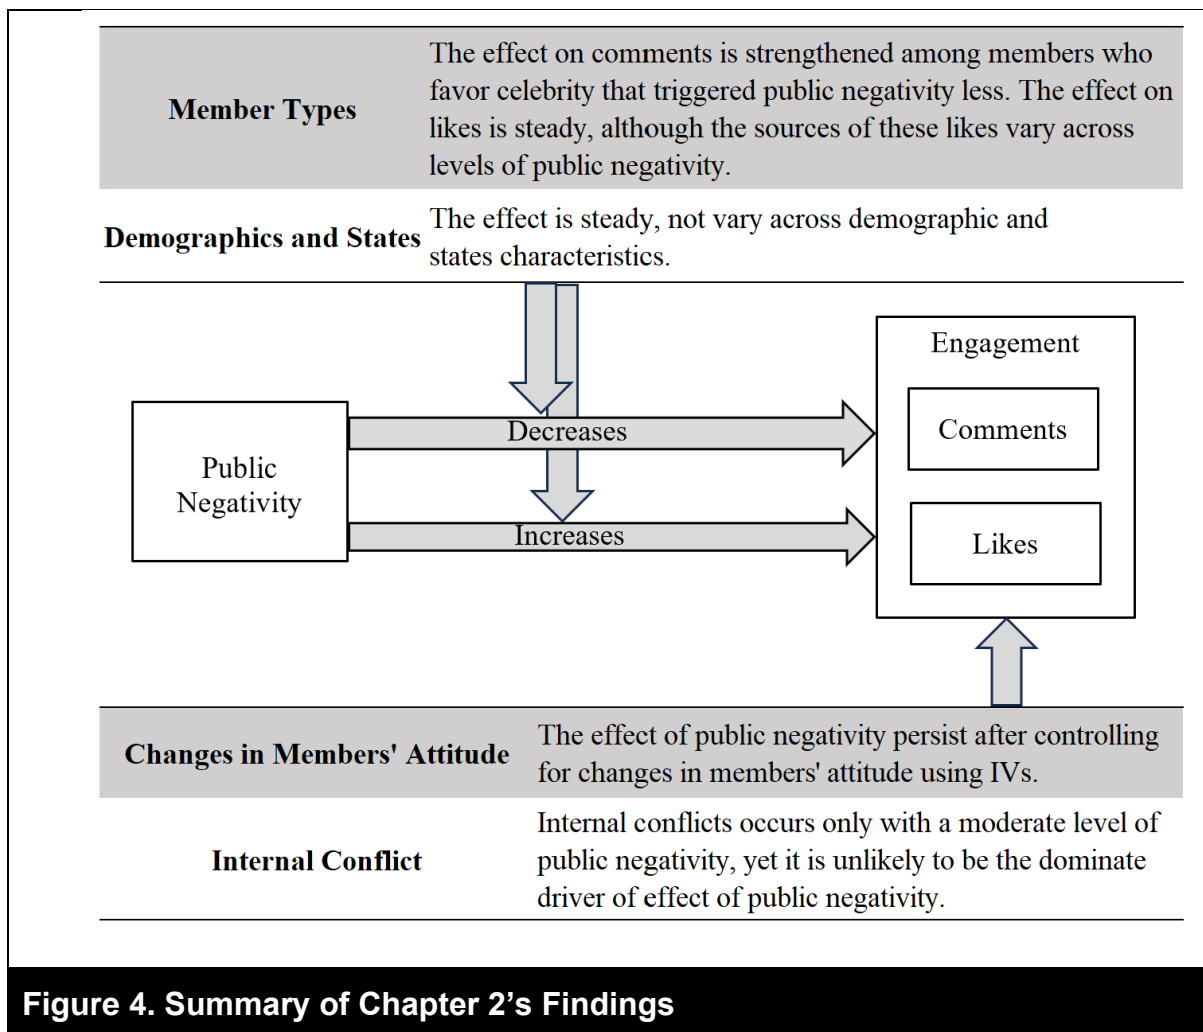 Member Types
The effect on comments is strengthened among members who
favor celebrity that triggered public negativity less. The effect on
likes is steady, although the sources of these likes vary across
levels of public negativity.
Demographics and States
The effect is steady, not vary across demographic and
states characteristics.
Public
Negativity
Decreases
Increases
Engagement
Comments
Likes
Changes in Members' Attitude
The effect of public negativity persist after controlling
for changes in members' attitude using IVs.
Internal Conflict
Internal conflicts occurs only with a moderate level of
public negativity, yet it is unlikely to be the dominate
driver of effect of public negativity.
Figure 4. Summary of Chapter 2’s Findings